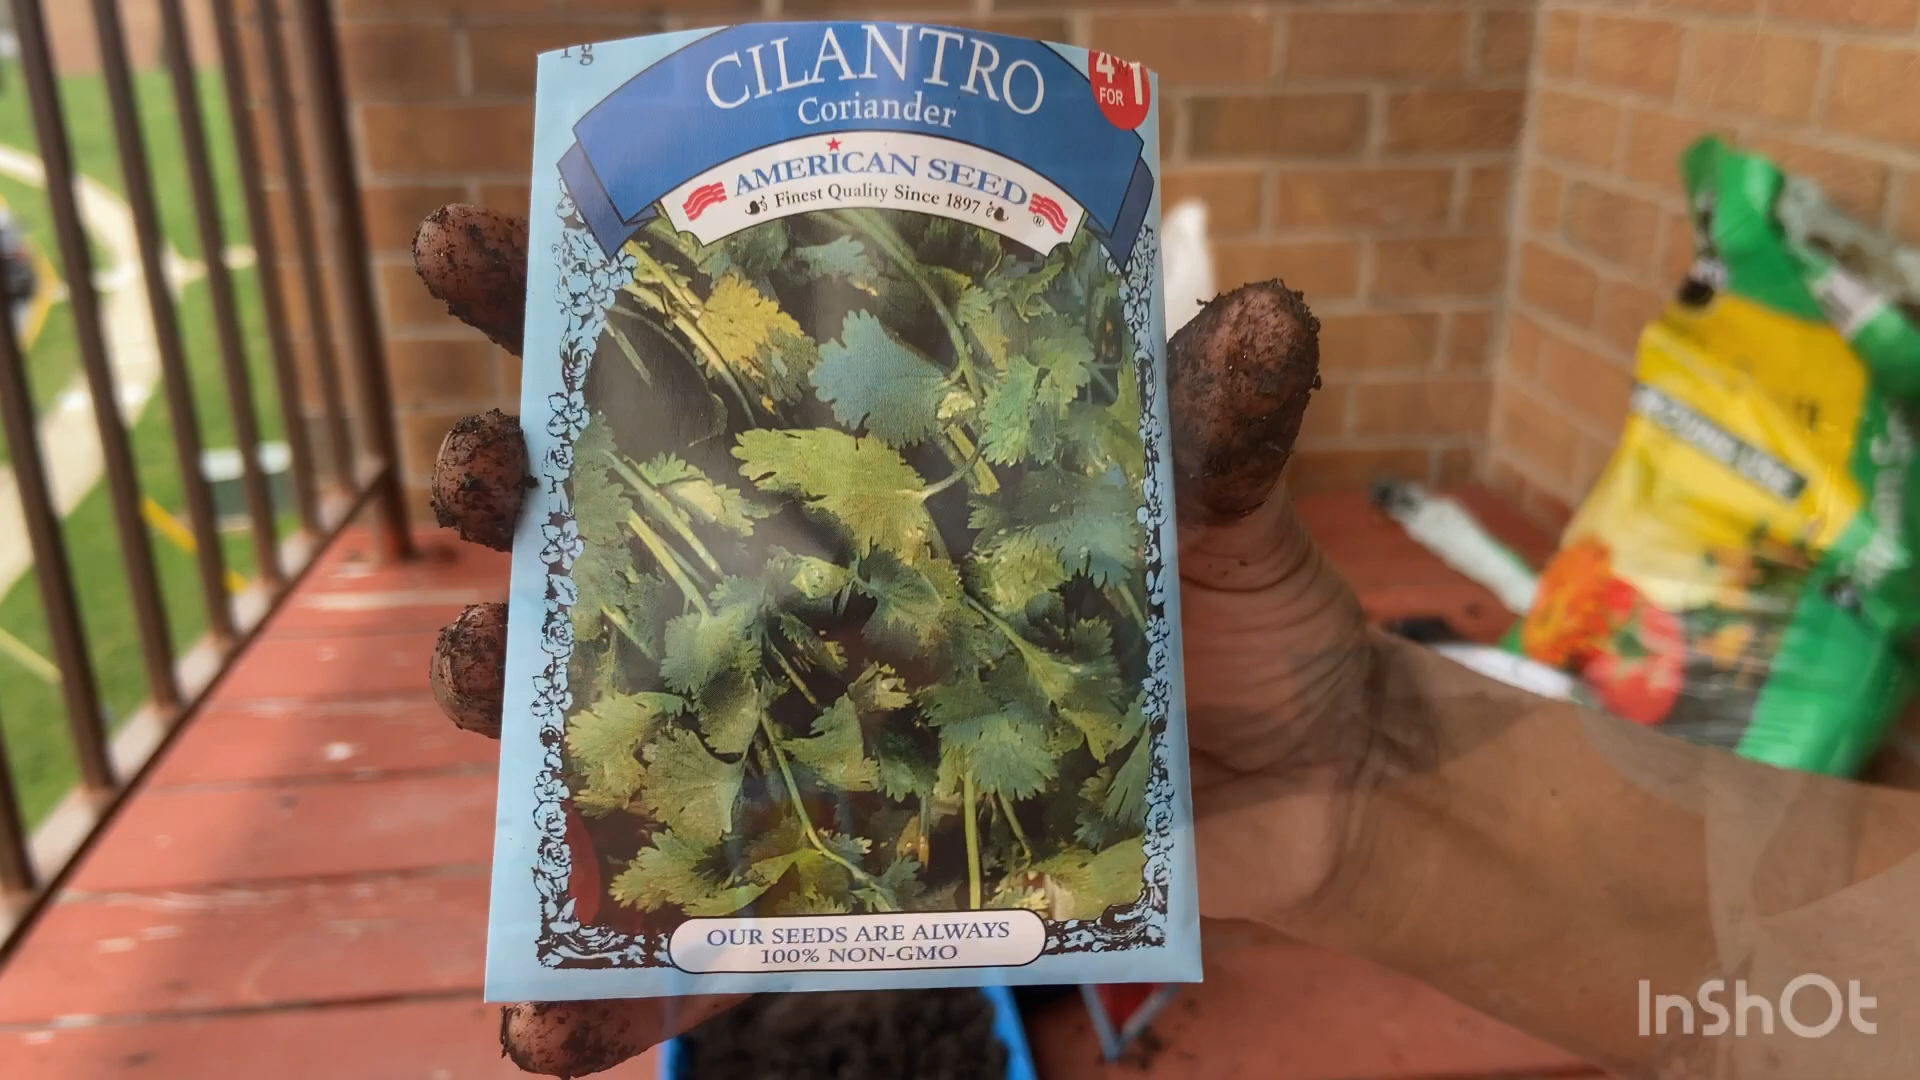 1 g
CILANTRO
Coriander
4 FOR 1
AMERICAN SEED
Finest Quality Since 1897
®
OUR SEEDS ARE ALWAYS
100% NON-GMO
InShOt